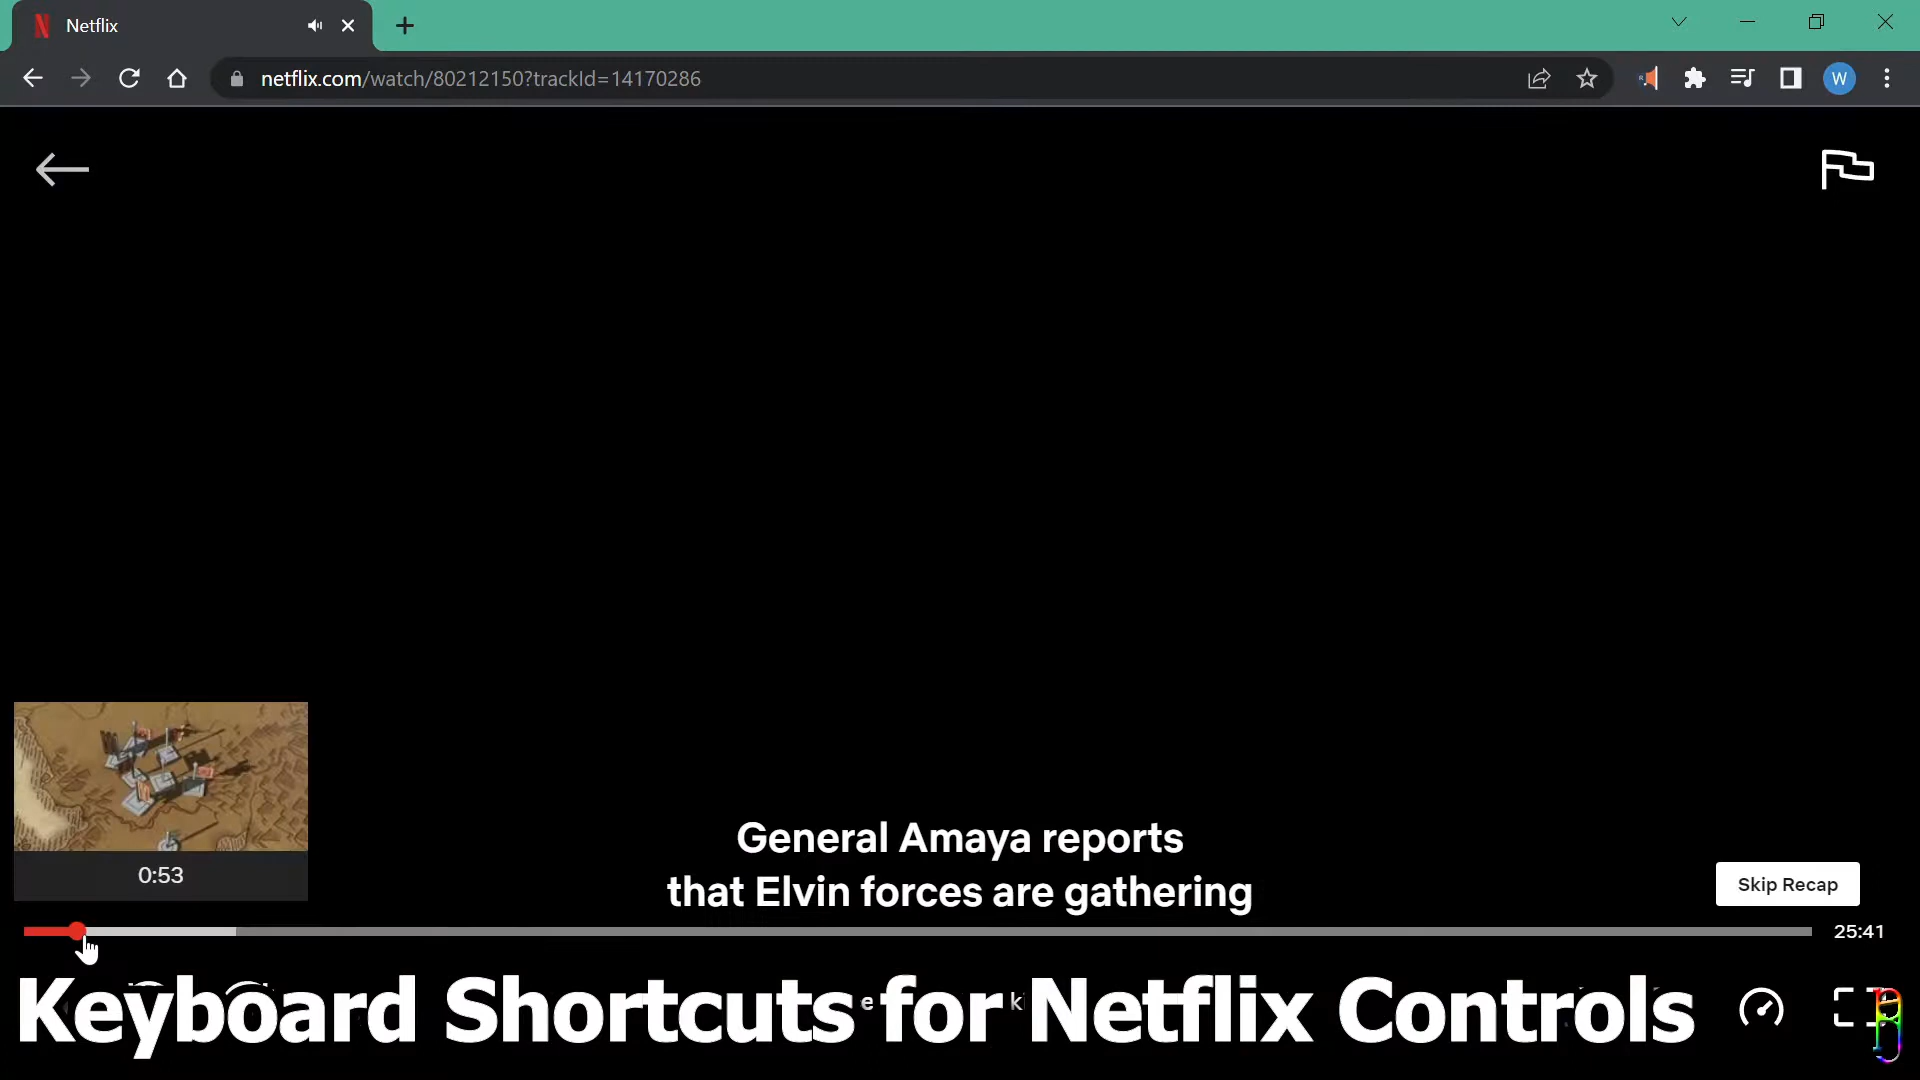 Netflix
netflix.com/watch/80212150?trackId=14170286
W
0:53
General Amaya reports
that Elvin forces are gathering
Skip Recap
25:41
Keyboard Shortcuts for Netflix Controls